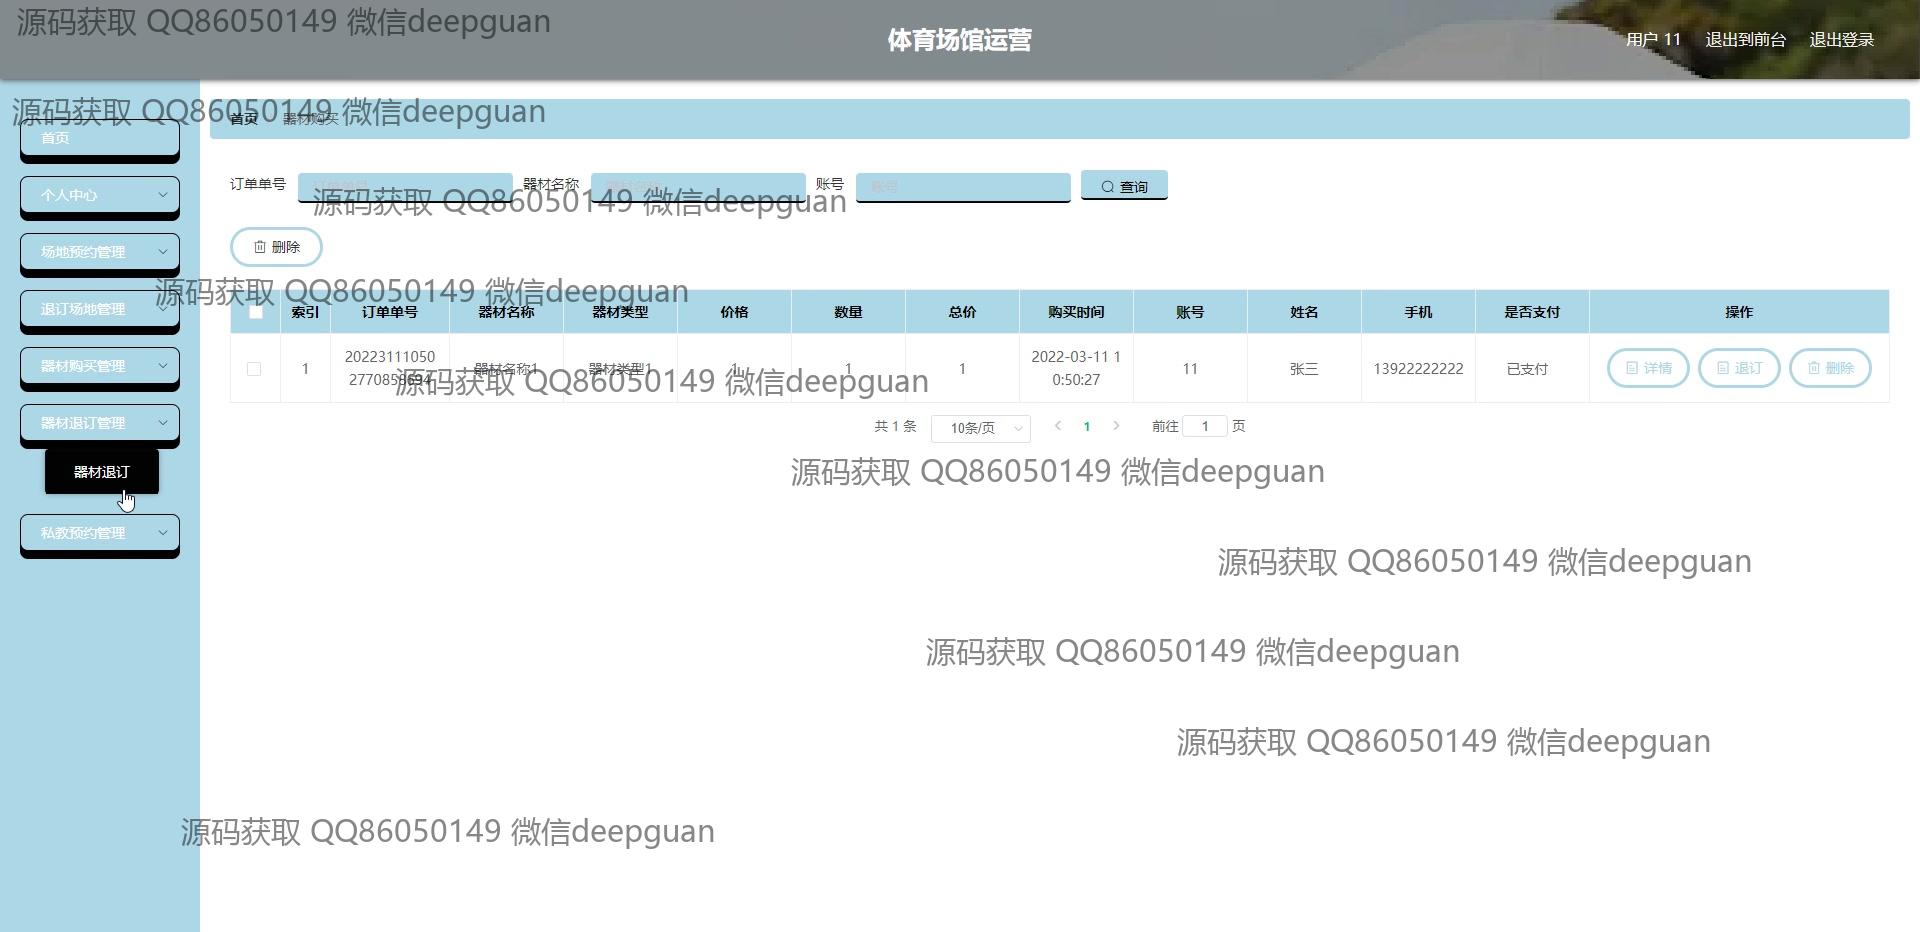 源码获取 QQ86050149 微信deepguan
体育场馆运营
用户 11 退出到前台 退出登录
源码获取 QQ86050149 微信deepguan
首页 器材购买
首页
个人中心
场地预约管理
退订场地管理
器材购买管理
器材退订管理
器材退订
私教预约管理
订单单号 订单单号 器材名称 器材名称 账号 账号 查询
源码获取 QQ86050149 微信deepguan
删除
源码获取 QQ86050149 微信deepguan
索引 订单单号 器材名称 器材类型 价格 数量 总价 购买时间 账号 姓名 手机 是否支付 操作
1 20223111050 器材名称1 器材类型1 1 1 1 2022-03-11 1 11 张三 13922222222 已支付 详情 退订 删除
2770858694 0:50:27
源码获取 QQ86050149 微信deepguan
共 1 条 10条/页 1 前往 1 页
源码获取 QQ86050149 微信deepguan
源码获取 QQ86050149 微信deepguan
源码获取 QQ86050149 微信deepguan
源码获取 QQ86050149 微信deepguan
源码获取 QQ86050149 微信deepguan